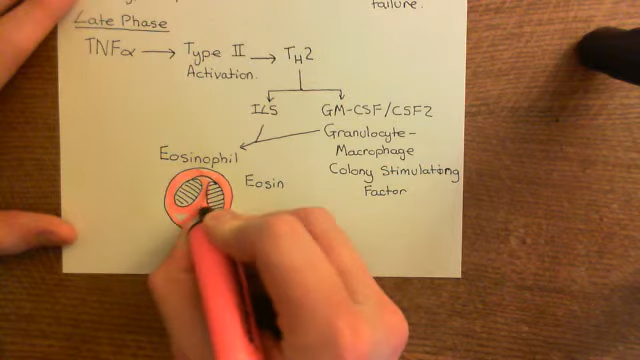 failure.
Late Phase
TNFα → Type II → TH2
Activation.
IL5 GM-CSF/CSF2
Granulocyte-
Macrophage
Colony Stimulating
Factor
Eosinophil
Eosin